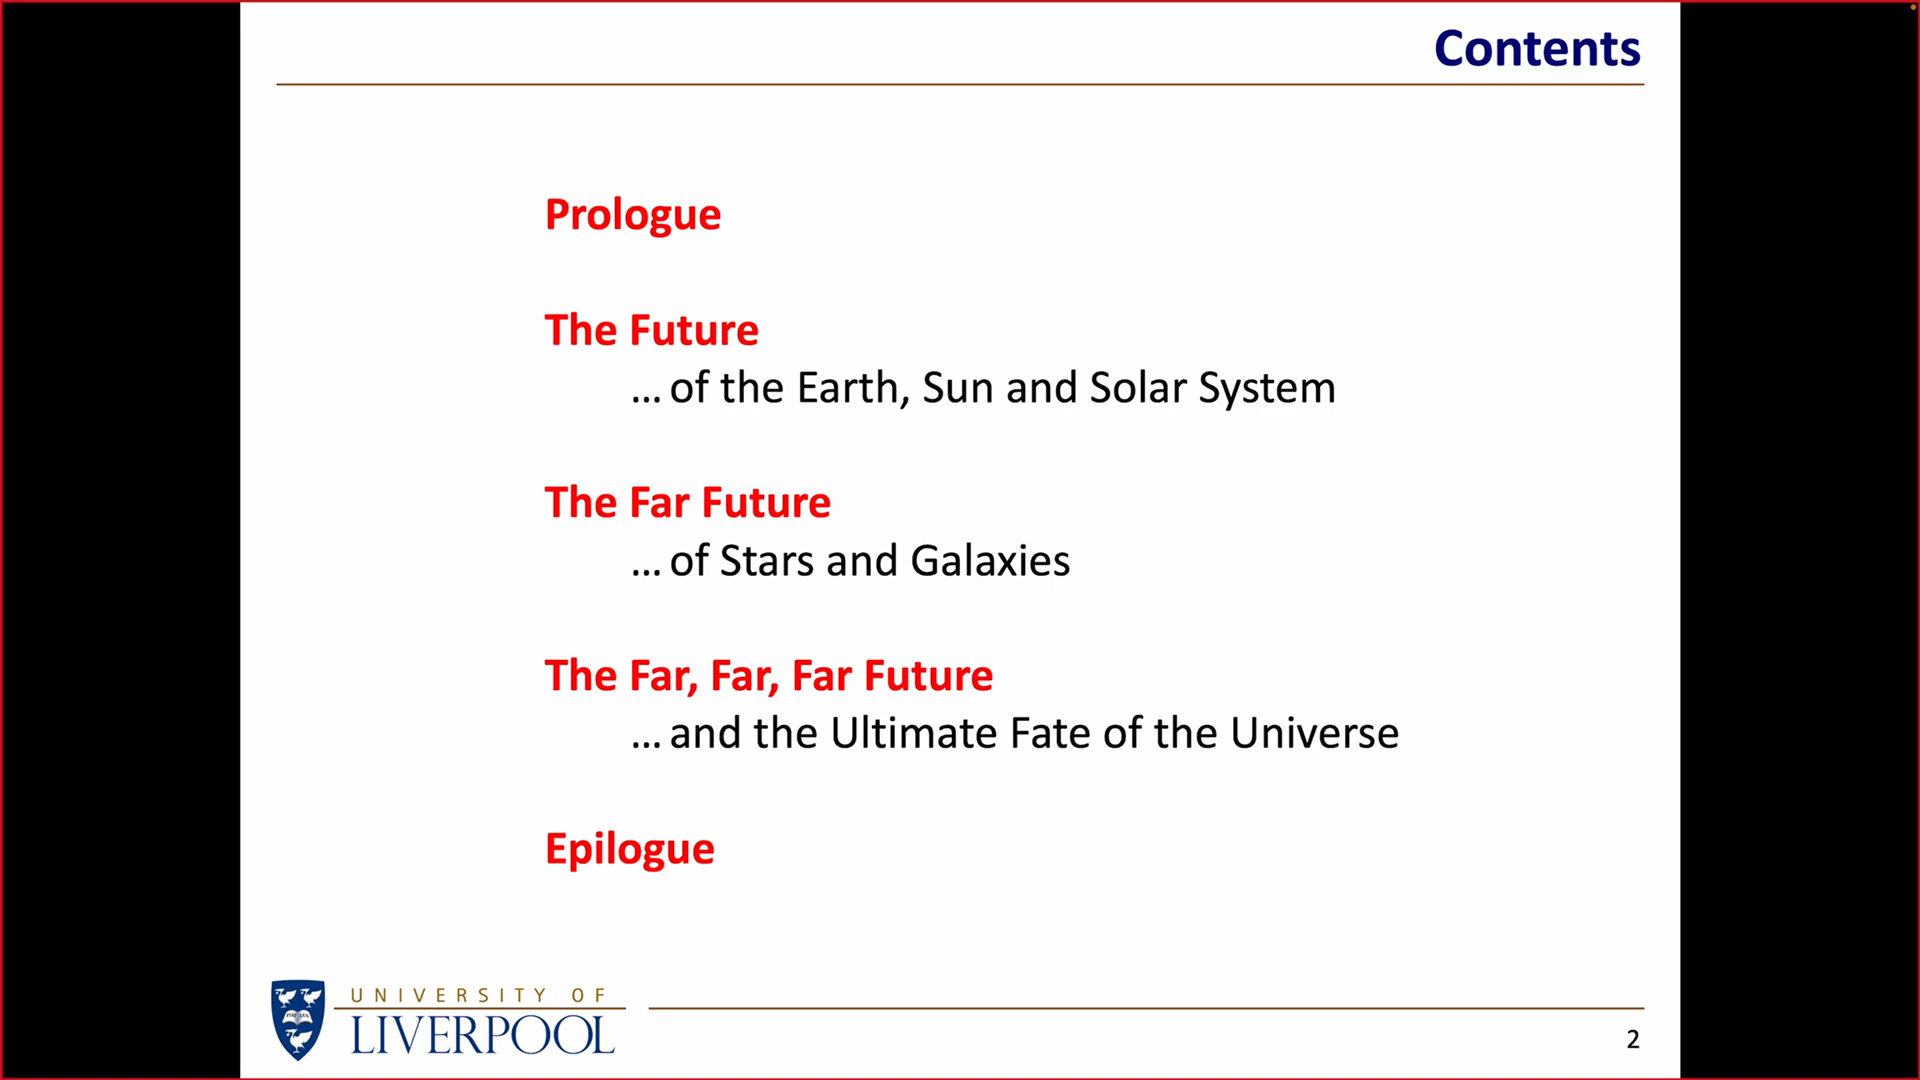 Contents
Prologue
The Future
... of the Earth, Sun and Solar System
The Far Future
... of Stars and Galaxies
The Far, Far, Far Future
... and the Ultimate Fate of the Universe
Epilogue
UNIVERSITY OF
LIVERPOOL
2